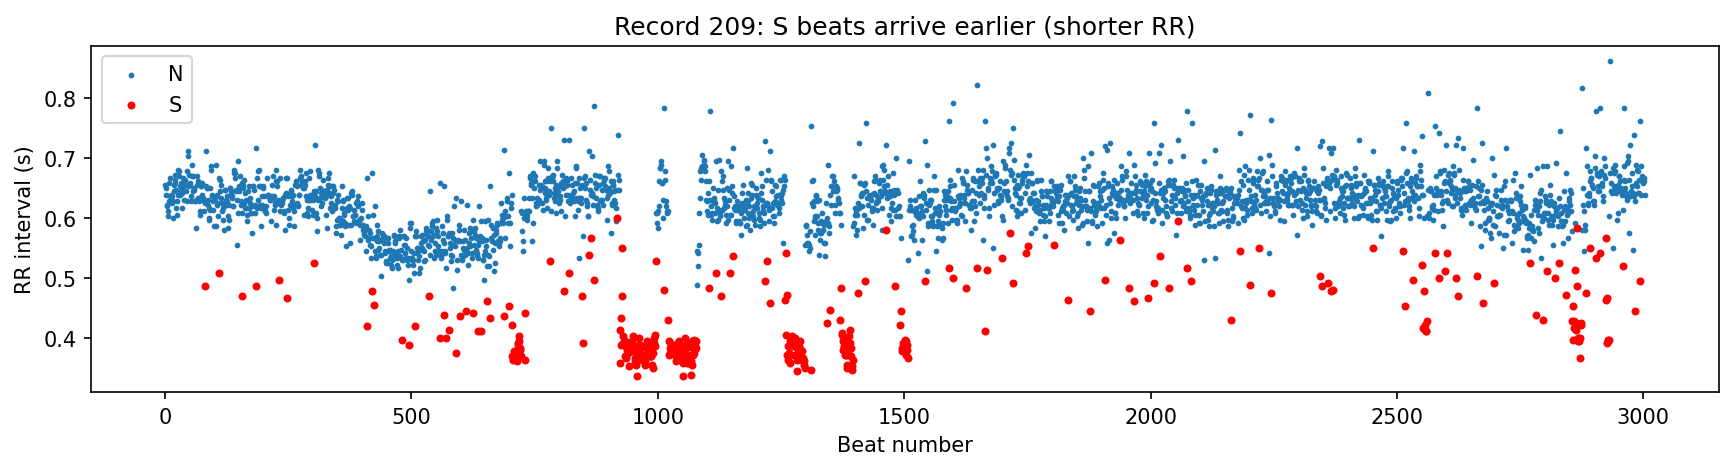 Record 209: S beats arrive earlier (shorter RR)
N
S
RR interval (s)
0.8
0.7
0.6
0.5
0.4
0 500 1000 1500 2000 2500 3000
Beat number